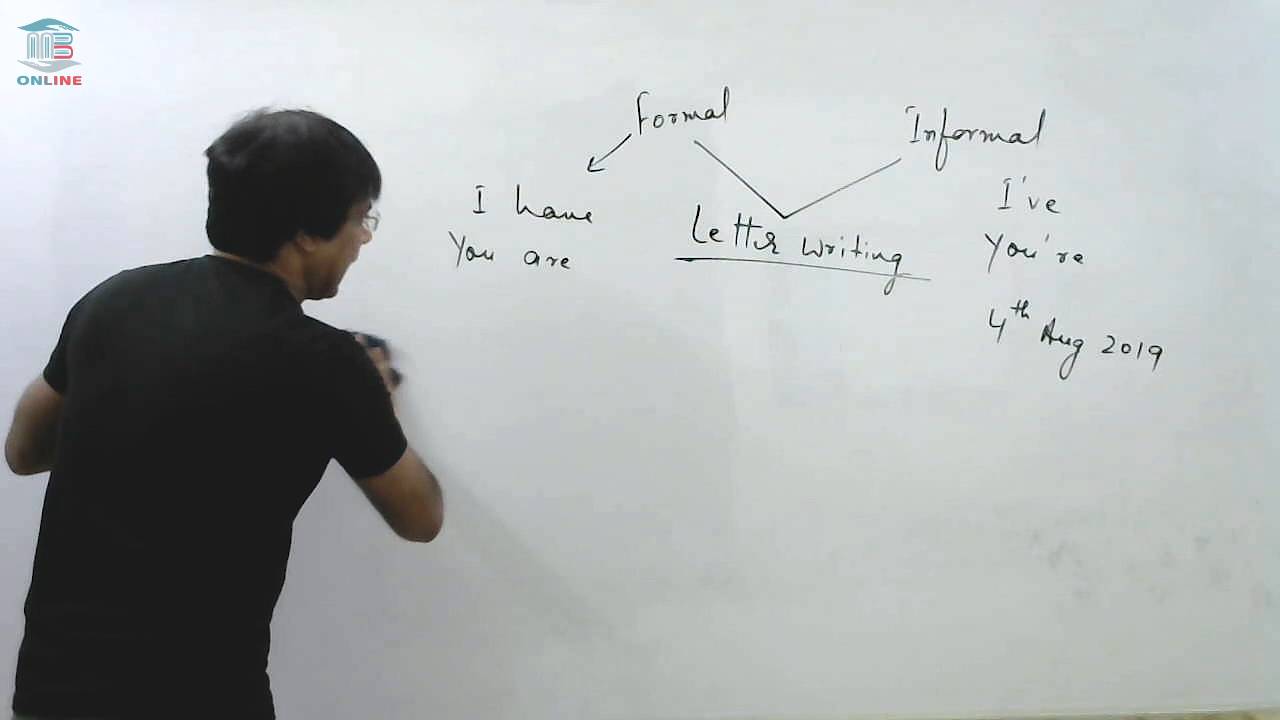 ONLINE
Formal
Informal
I have
You are
Letter writing
I've
You're
4th Aug 2019